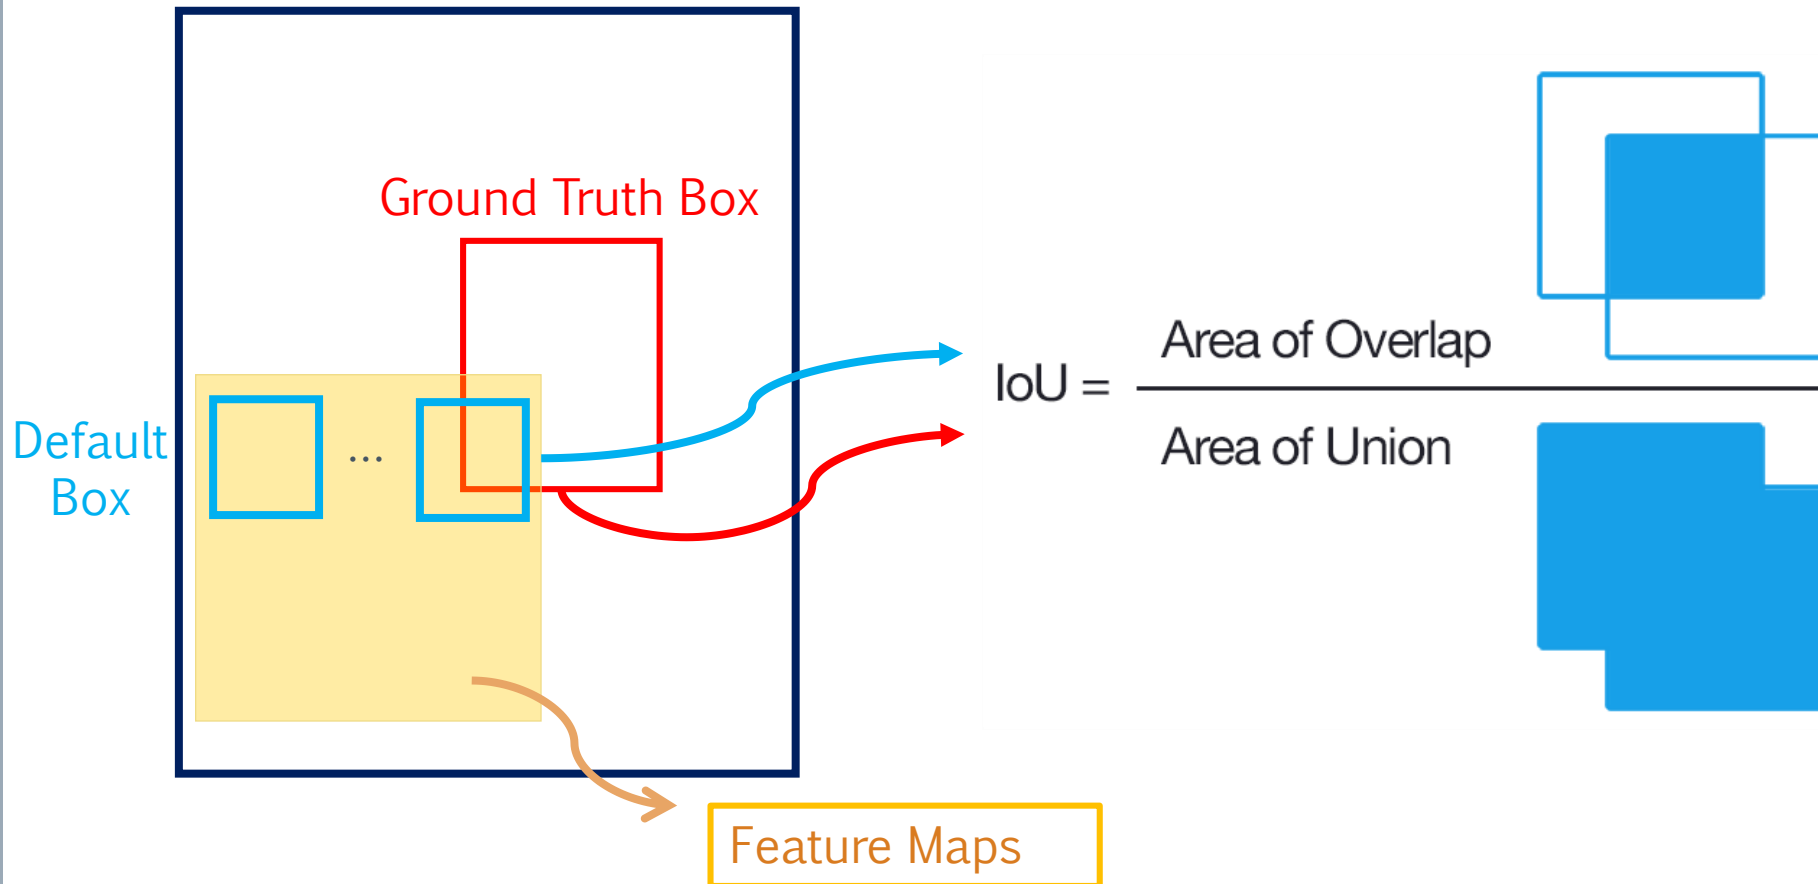 Ground Truth Box
Default
Box
...
IoU =
Area of Overlap
Area of Union
Feature Maps